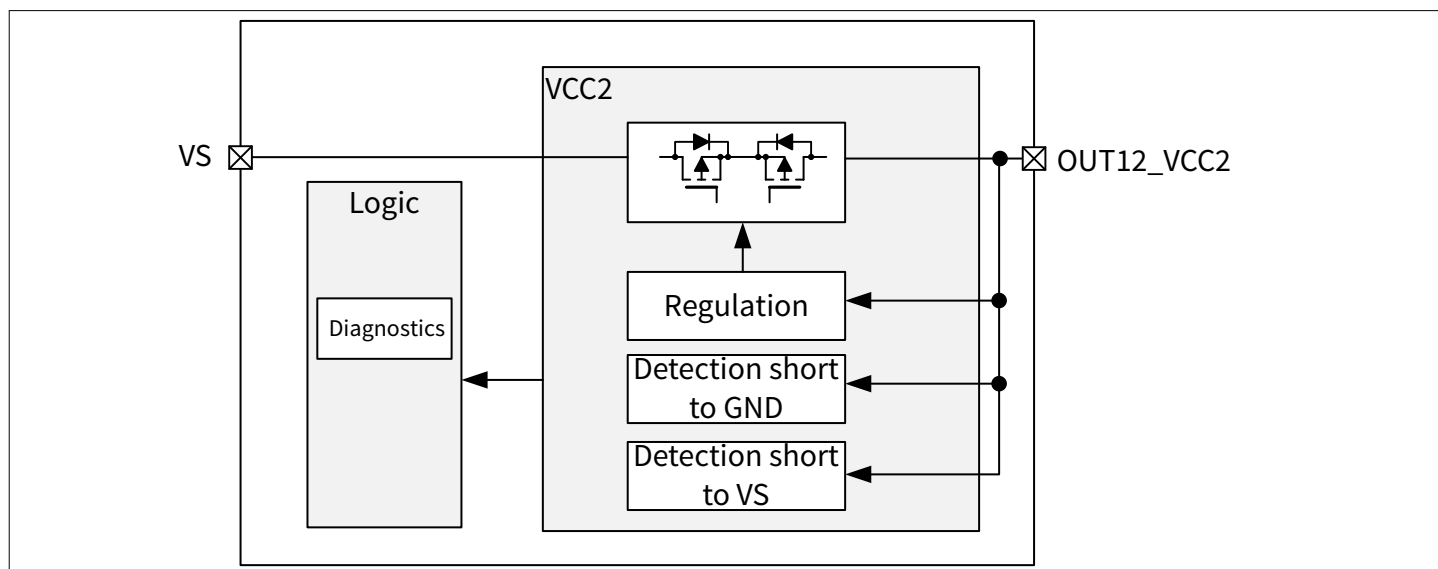 VCC2
VS
OUT12_VCC2
Logic
Regulation
Diagnostics
Detection short
to GND
Detection short
to VS